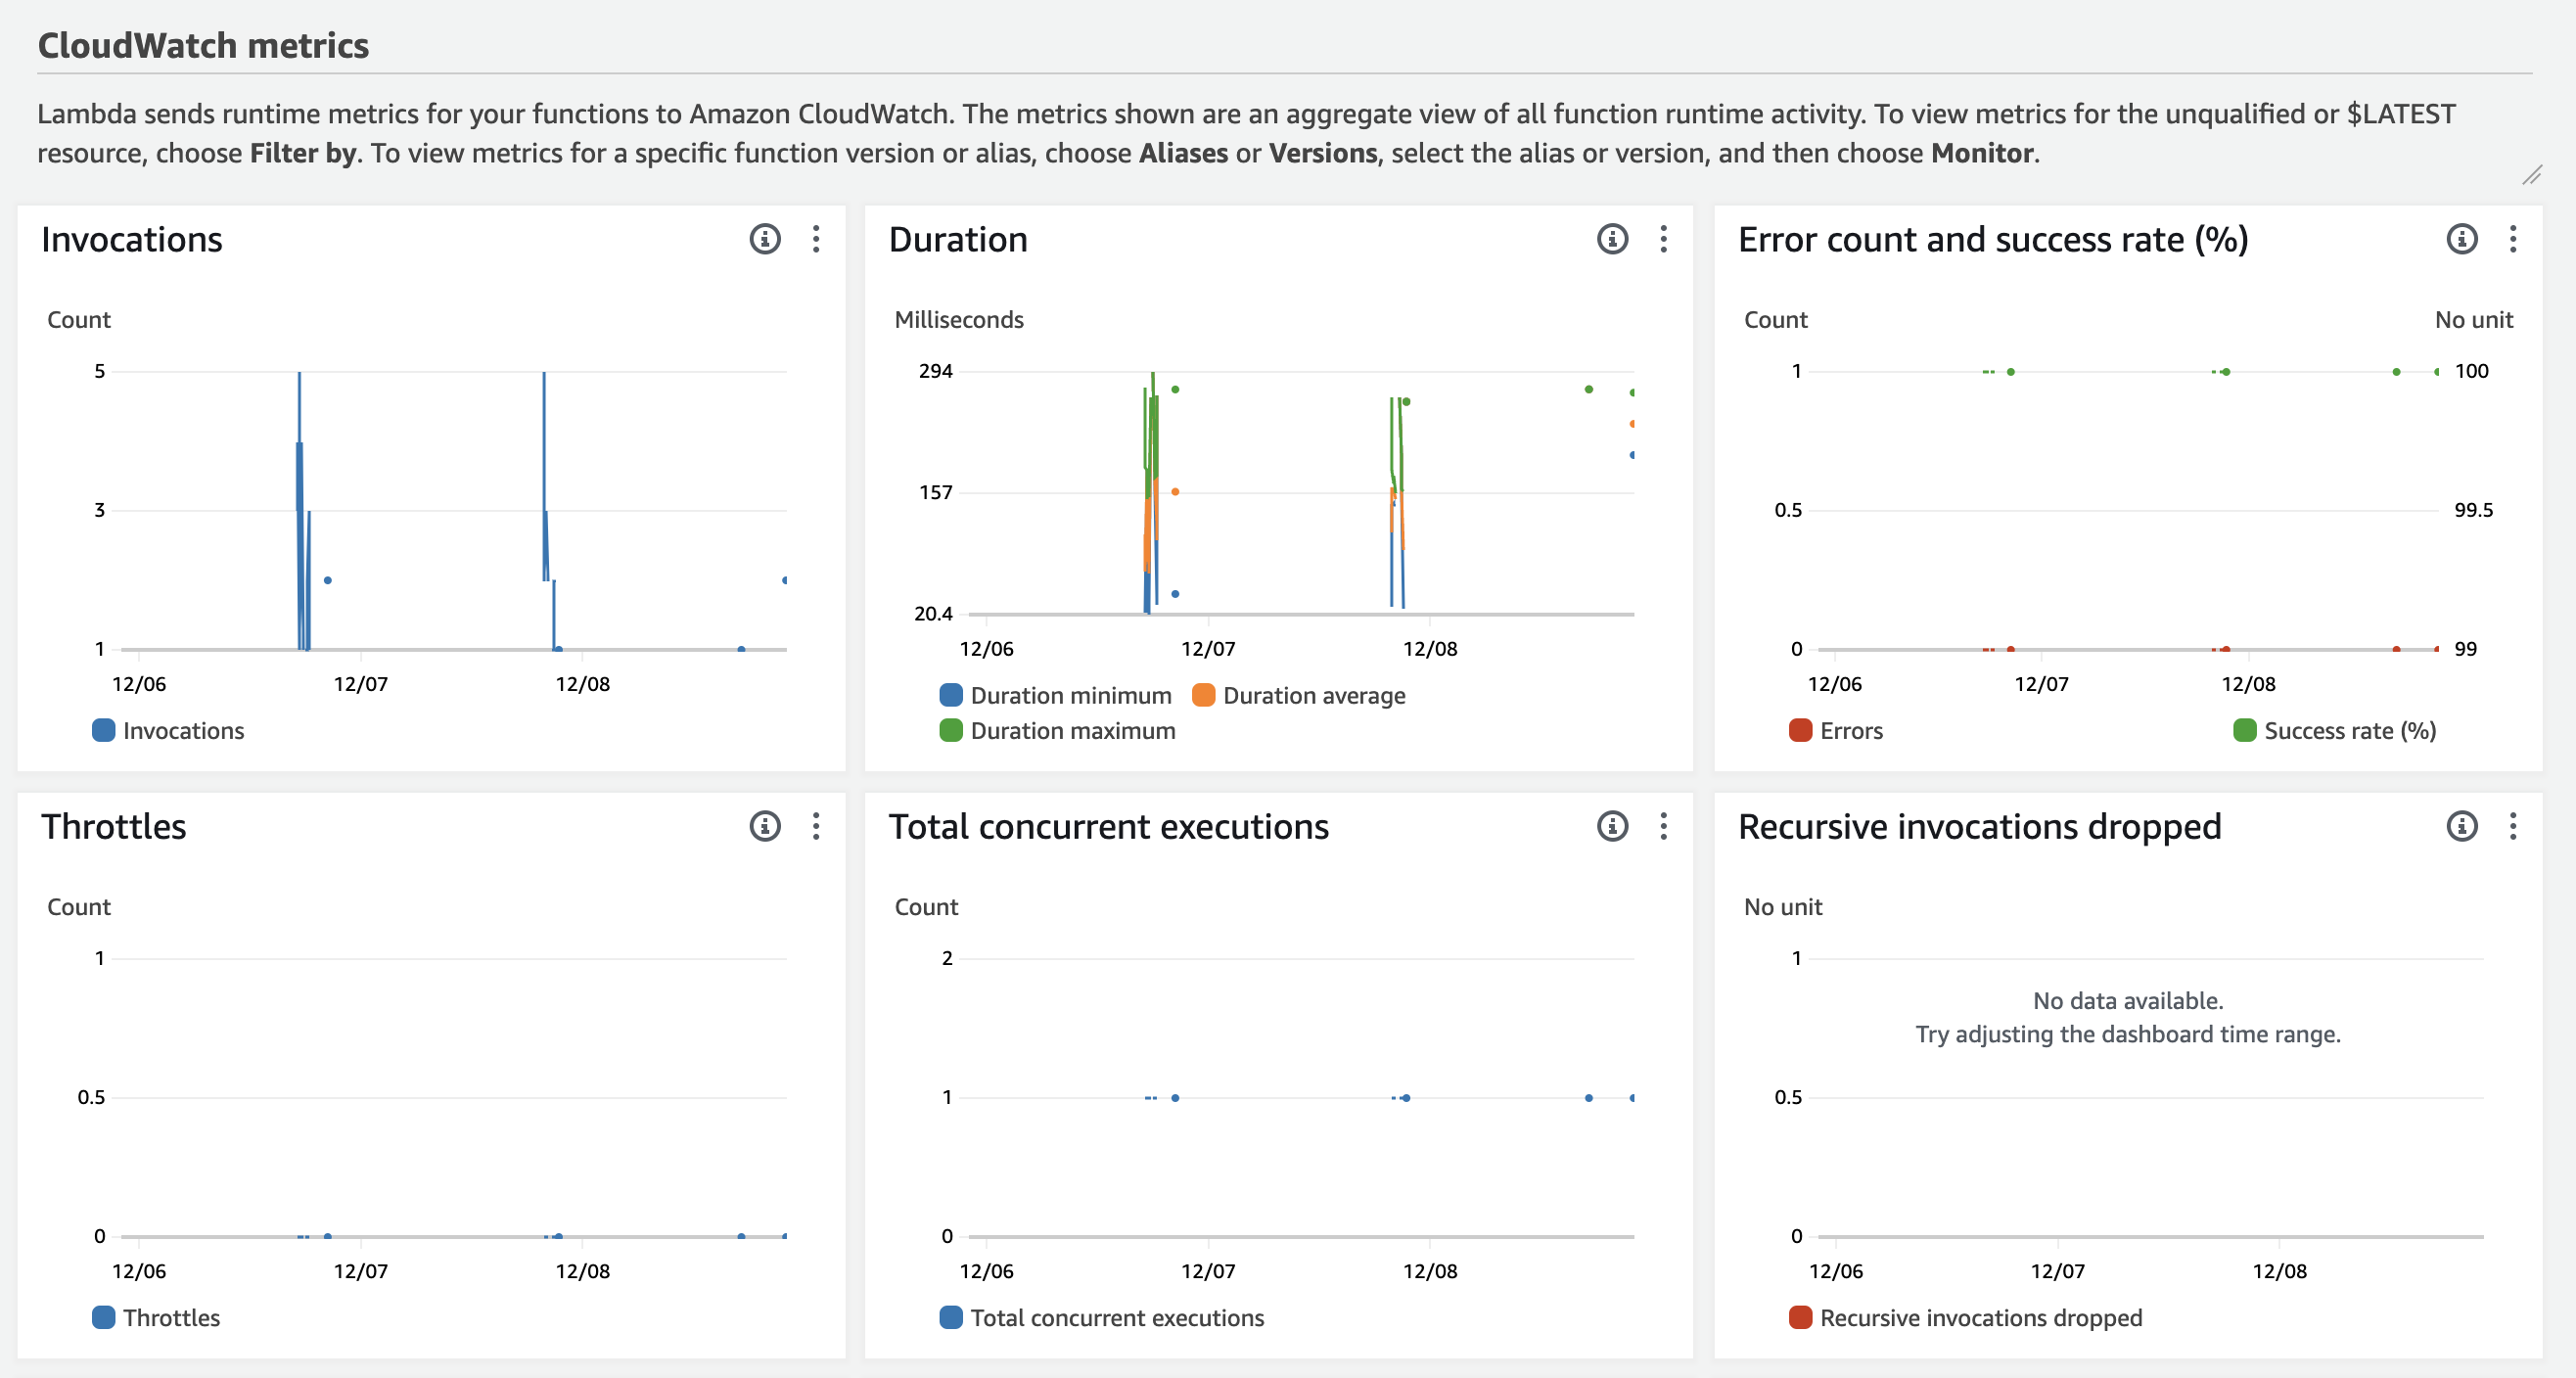 CloudWatch metrics
Lambda sends runtime metrics for your functions to Amazon CloudWatch. The metrics shown are an aggregate view of all function runtime activity. To view metrics for the unqualified or $LATEST
resource, choose Filter by. To view metrics for a specific function version or alias, choose Aliases or Versions, select the alias or version, and then choose Monitor.
Invocations
Count
5
3
1
12/06 12/07 12/08
Invocations
Duration
Milliseconds
294
157
20.4
12/06 12/07 12/08
Duration minimum Duration average
Duration maximum
Error count and success rate (%)
Count No unit
1 100
0.5 99.5
0 99
12/06 12/07 12/08
Errors Success rate (%)
Throttles
Count
1
0.5
0
12/06 12/07 12/08
Throttles
Total concurrent executions
Count
2
1
0
12/06 12/07 12/08
Total concurrent executions
Recursive invocations dropped
No unit
1
No data available.
Try adjusting the dashboard time range.
0.5
0
12/06 12/07 12/08
Recursive invocations dropped